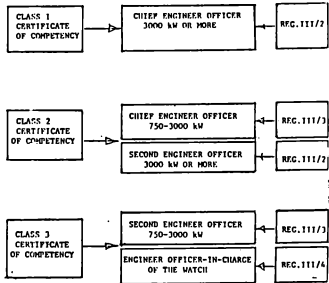 CLASS 1
CERTIFICATE
OF COMPETENCY
CHIEF ENGINEER OFFICER
3000 kW OR MORE
REG.III/2
CLASS 2
CERTIFICATE
OF COMPETENCY
CHIEF ENGINEER OFFICER
750-3000 kW
REG.III/3
SECOND ENGINEER OFFICER
3000 kW OR MORE
REG.III/2
CLASS 3
CERTIFICATE
OF COMPETENCY
SECOND ENGINEER OFFICER
750-3000 kW
REG.III/3
ENGINEER OFFICER-IN-CHARGE
OF THE WATCH
REG.III/4